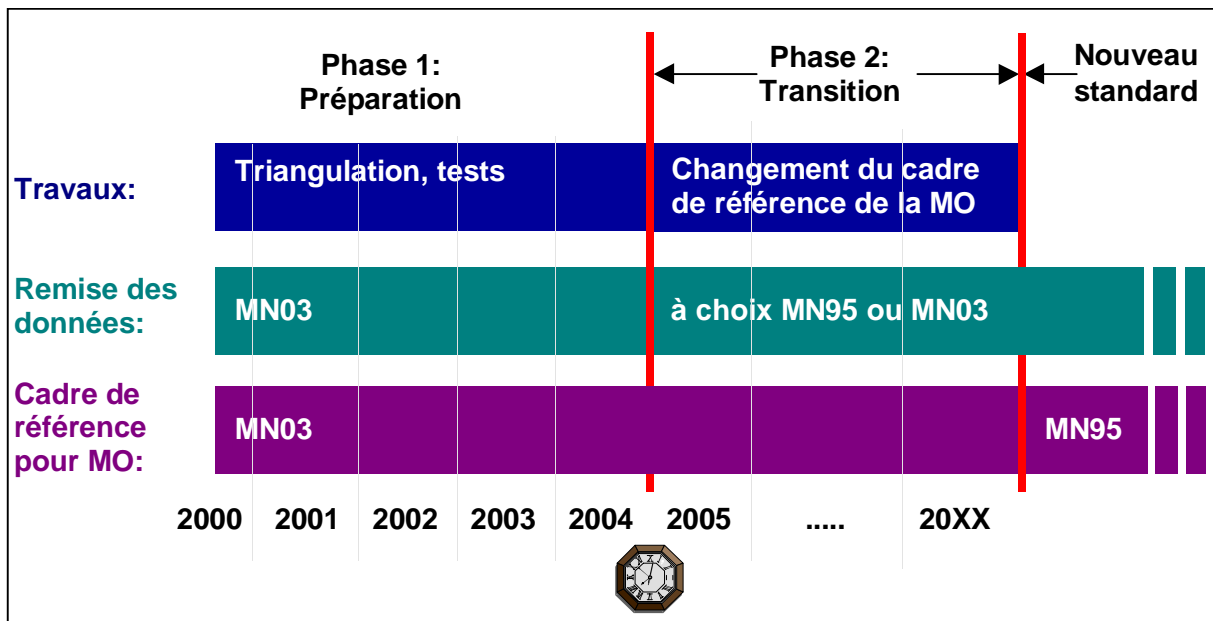 Phase 1:
Préparation
Phase 2:
Transition
Nouveau
standard
Travaux:
Triangulation, tests
Changement du cadre
de référence de la MO
Remise des
données:
MN03
à choix MN95 ou MN03
Cadre de
référence
pour MO:
MN03
MN95
2000 2001 2002 2003 2004 2005 ..... 20XX